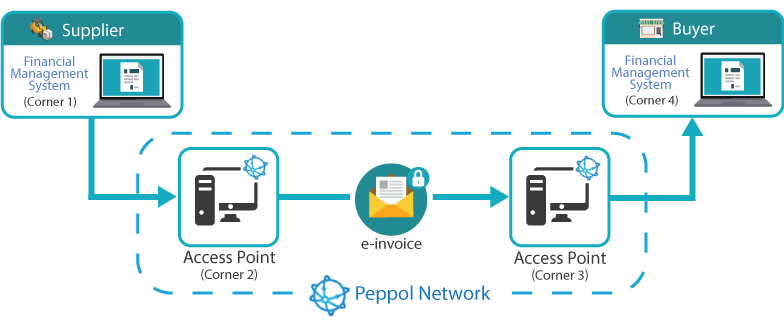 Supplier
Financial
Management
System
(Corner 1)
Buyer
Financial
Management
System
(Corner 4)
e-invoice
Access Point
(Corner 2)
Access Point
(Corner 3)
Peppol Network